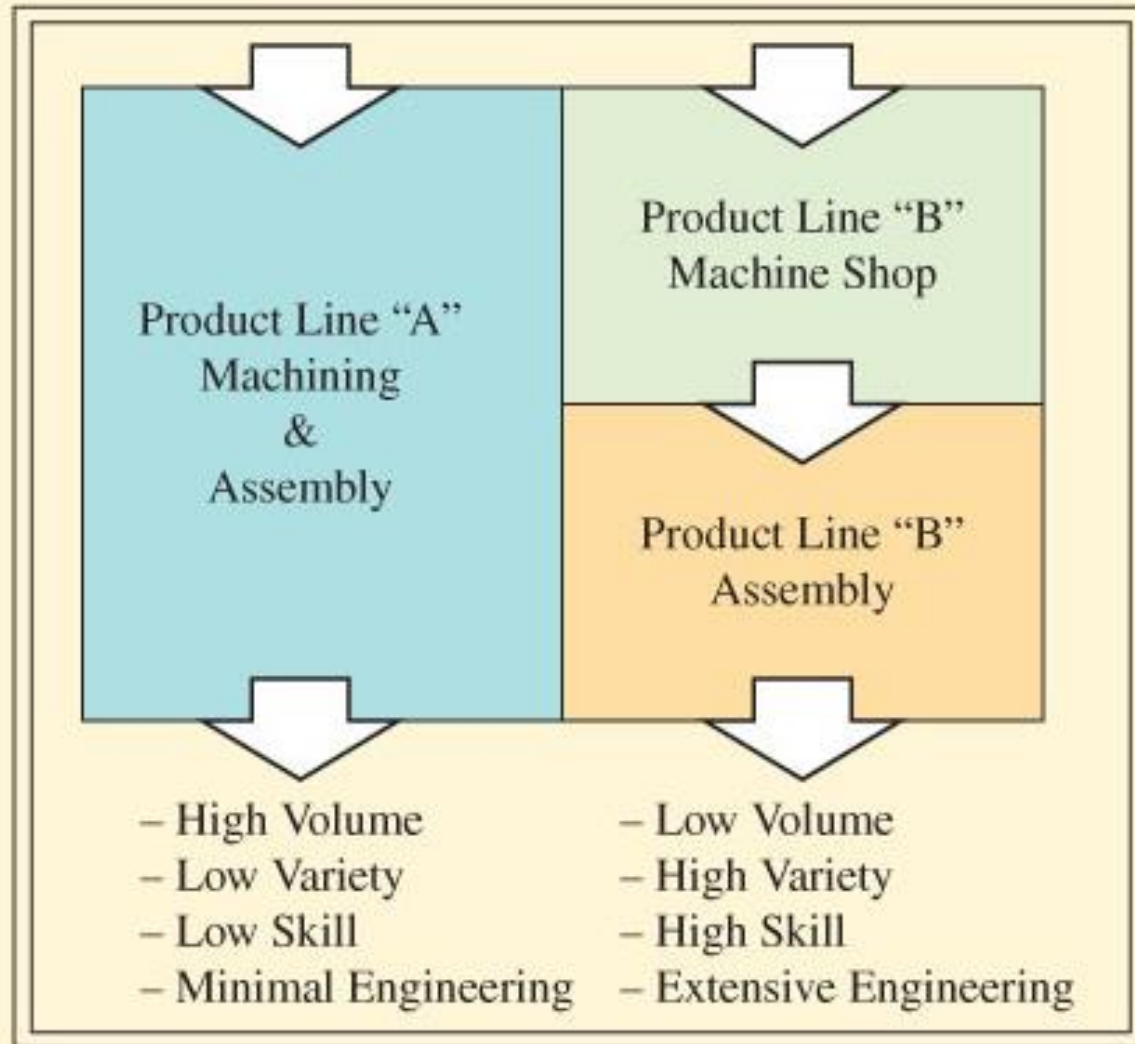 Product Line “A”
Machining
&
Assembly
Product Line “B”
Machine Shop
Product Line “B”
Assembly
– High Volume
– Low Variety
– Low Skill
– Minimal Engineering
– Low Volume
– High Variety
– High Skill
– Extensive Engineering